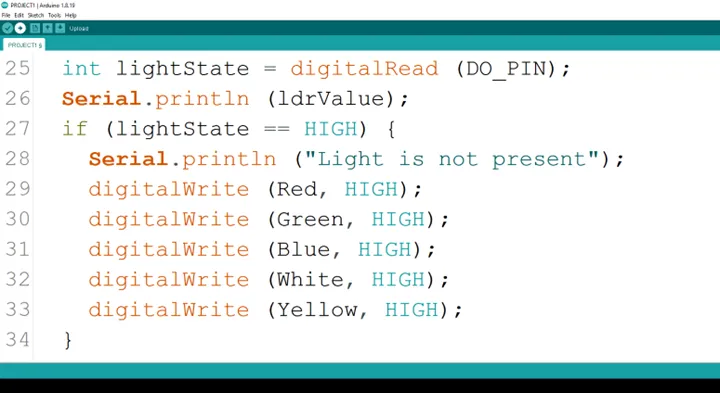 PROJECT1 | Arduino 1.8.19
File Edit Sketch Tools Help
Upload
PROJECT1 §
25 int lightState = digitalRead (DO_PIN);
26 Serial.println (ldrValue);
27 if (lightState == HIGH) {
28 Serial.println ("Light is not present");
29 digitalWrite (Red, HIGH);
30 digitalWrite (Green, HIGH);
31 digitalWrite (Blue, HIGH);
32 digitalWrite (White, HIGH);
33 digitalWrite (Yellow, HIGH);
34 }